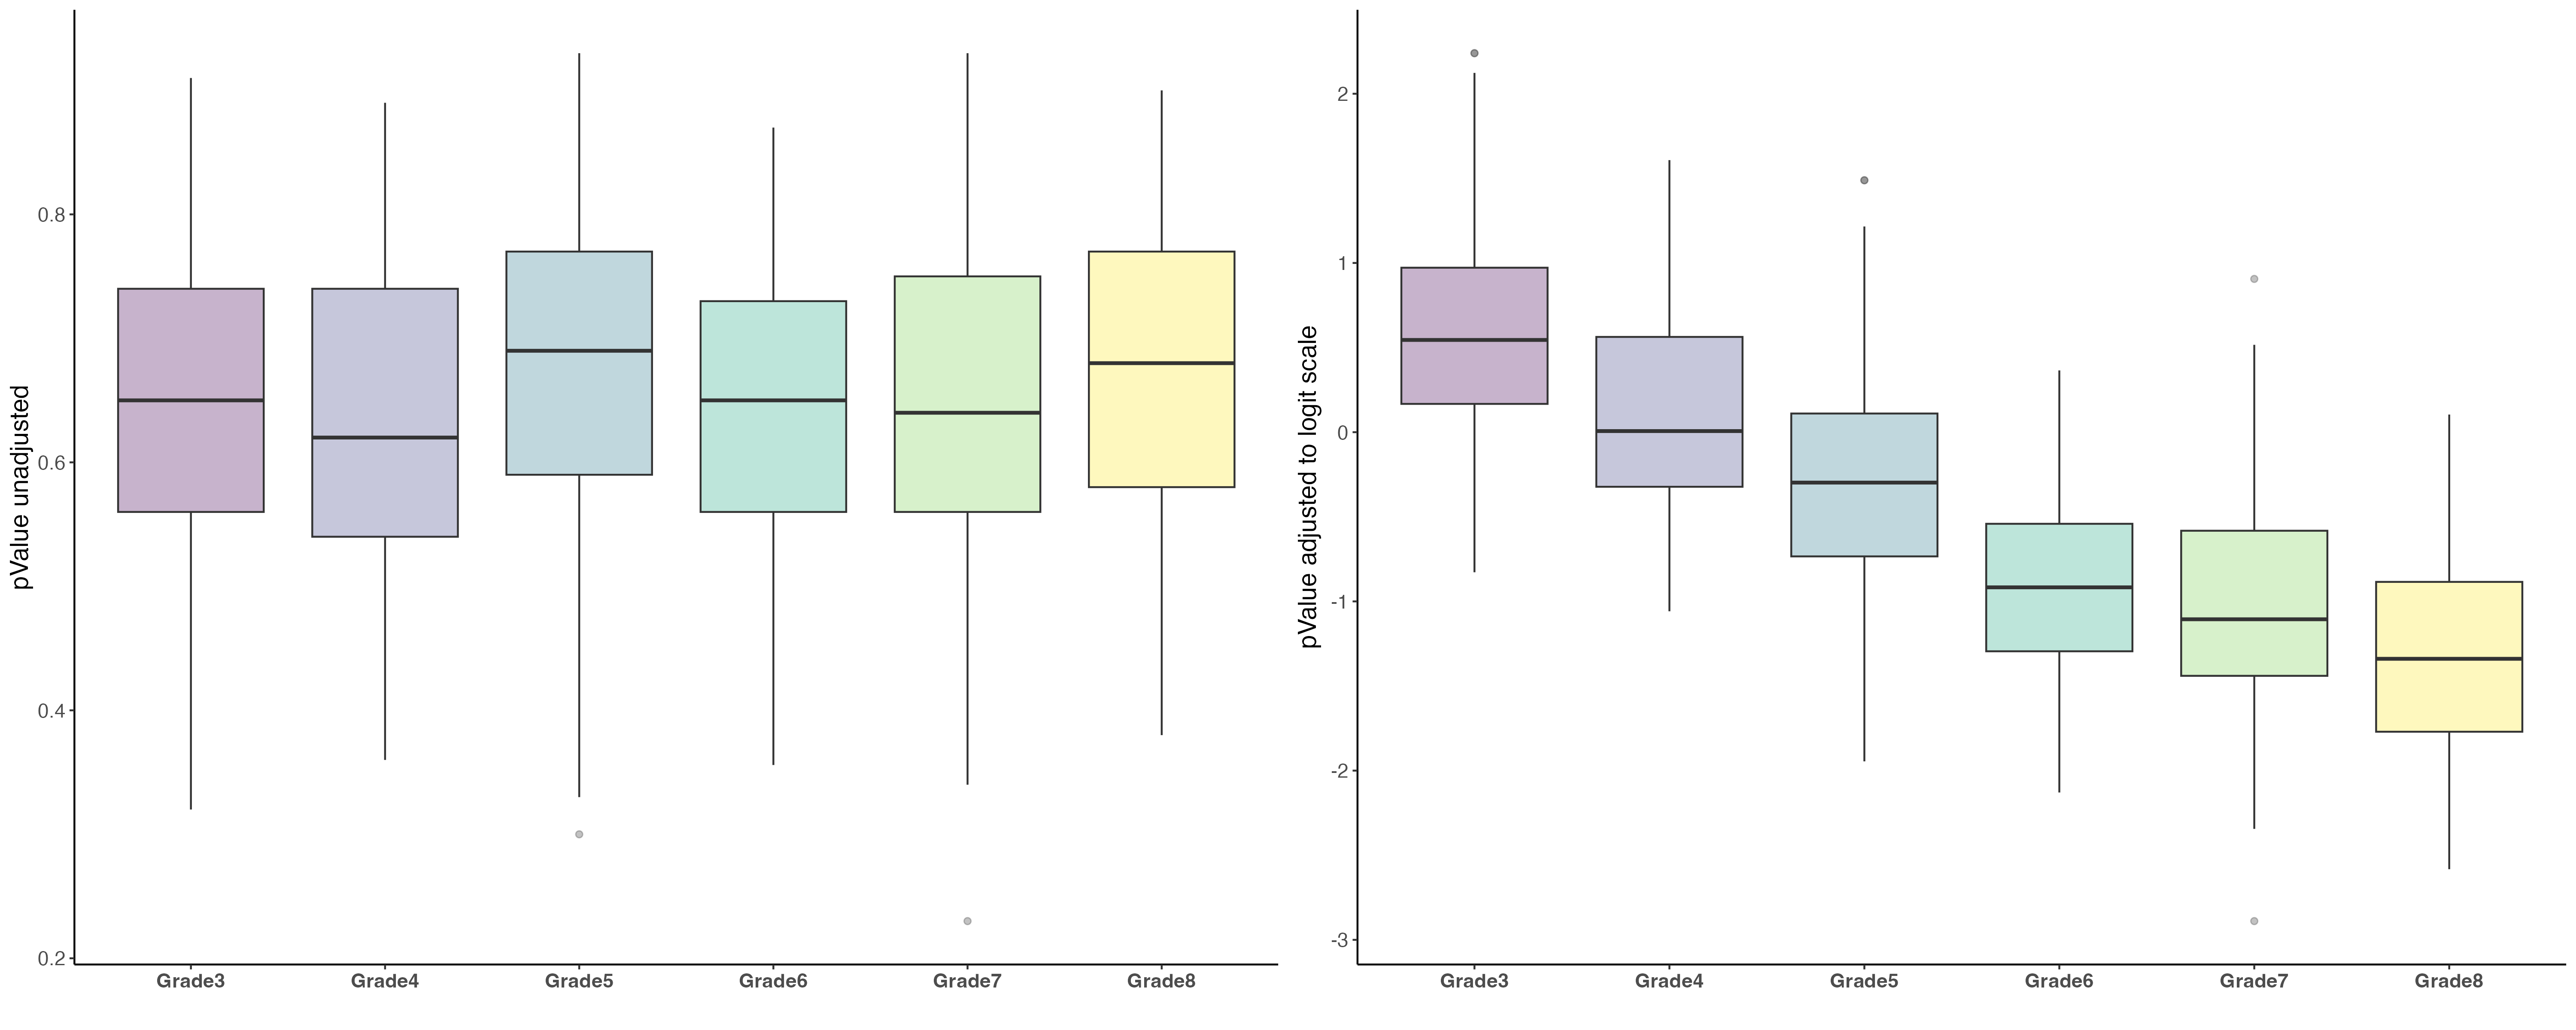 pValue unadjusted
0.8
0.6
0.4
0.2
Grade3 Grade4 Grade5 Grade6 Grade7 Grade8
pValue adjusted to logit scale
2
1
0
-1
-2
-3
Grade3 Grade4 Grade5 Grade6 Grade7 Grade8